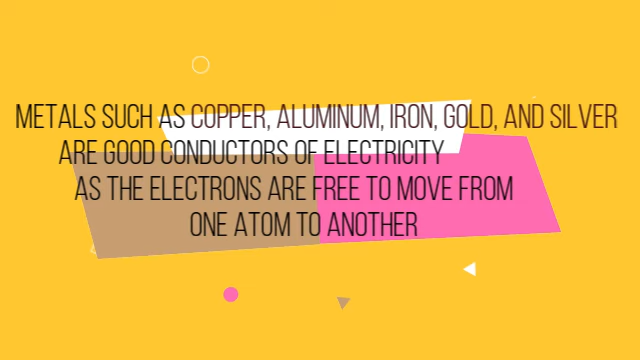 METALS SUCH AS COPPER, ALUMINUM, IRON, GOLD, AND SILVER
ARE GOOD CONDUCTORS OF ELECTRICITY
AS THE ELECTRONS ARE FREE TO MOVE FROM
ONE ATOM TO ANOTHER